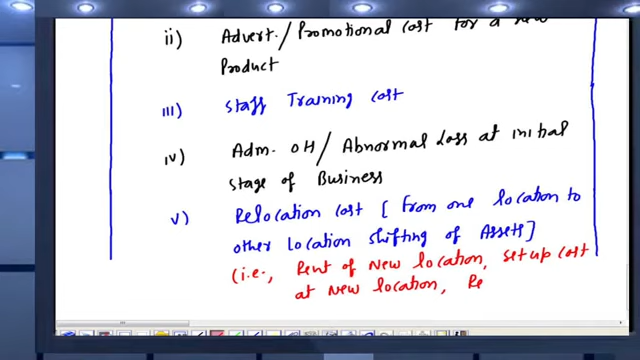 ii) Advert./Promotional cost for a new
Product
iii) Staff Training cost
iv) Adm. OH/Abnormal Loss at initial
stage of Business
v) Relocation cost [from one location to
other location shifting of Assets]
(i.e., Rent of New location, setup cost
at New location, Re